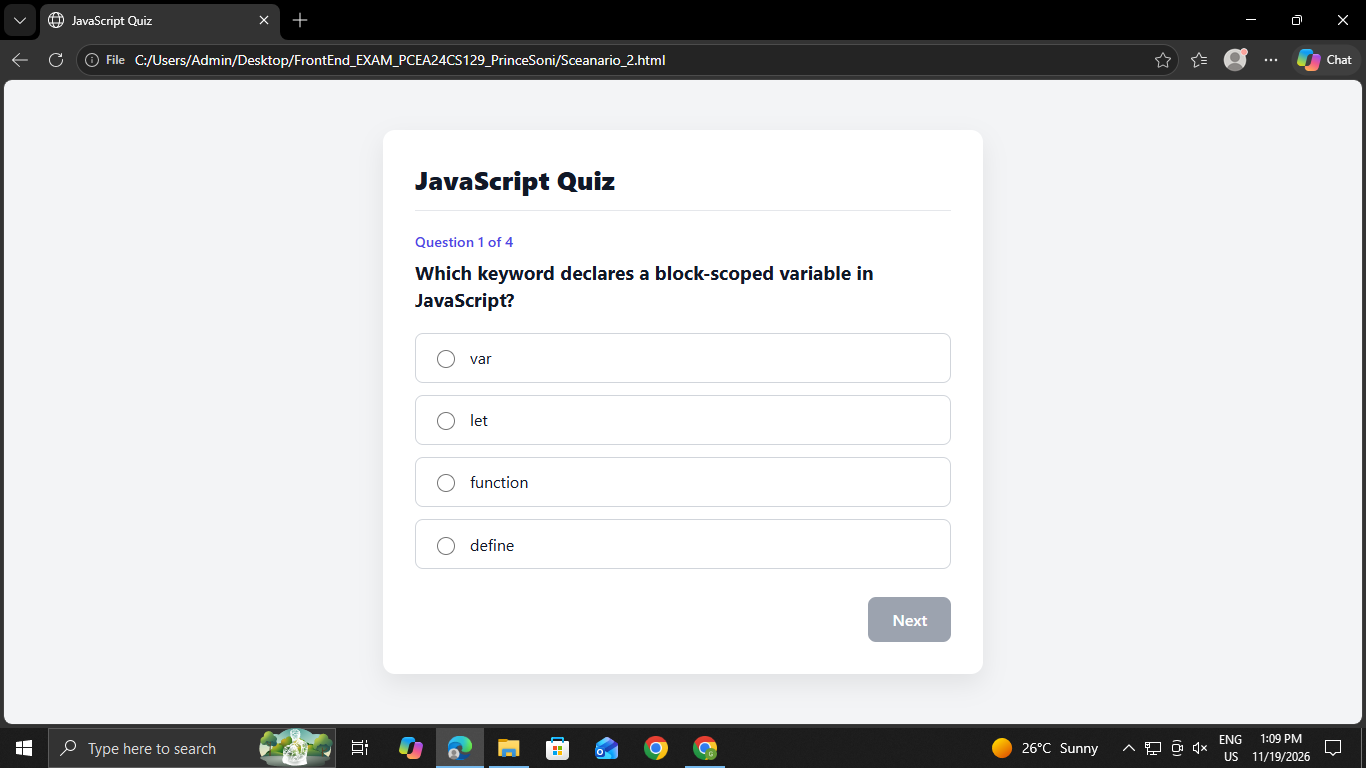 JavaScript Quiz
File C:/Users/Admin/Desktop/FrontEnd_EXAM_PCEA24CS129_PrinceSoni/Sceanario_2.html
Chat
JavaScript Quiz
Question 1 of 4
Which keyword declares a block-scoped variable in
JavaScript?
var
let
function
define
Next
Type here to search
26°C Sunny
ENG
US
1:09 PM
11/19/2026